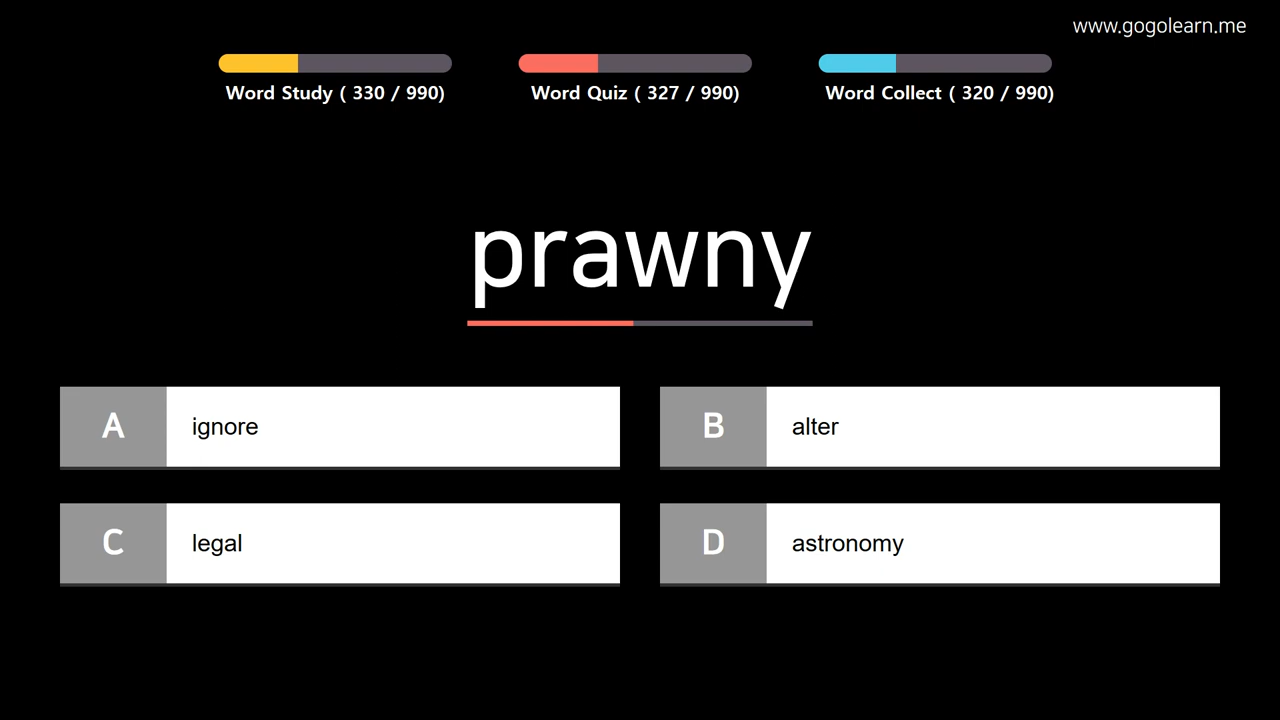 www.gogolearn.me
Word Study ( 330 / 990)
Word Quiz ( 327 / 990)
Word Collect ( 320 / 990)
prawny
A ignore
B alter
C legal
D astronomy